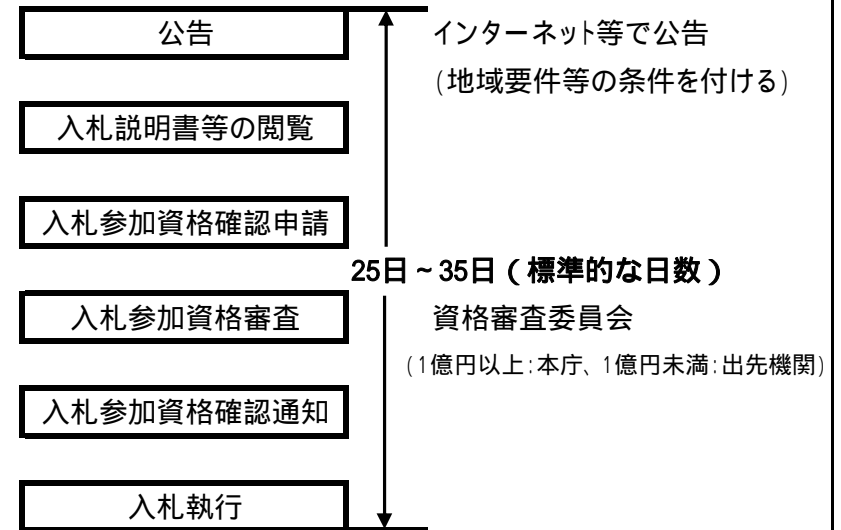 公告
インターネット等で公告
(地域要件等の条件を付ける)
入札説明書等の閲覧
入札参加資格確認申請
25日～35日(標準的な日数)
入札参加資格審査
資格審査委員会
(1億円以上:本庁、1億円未満:出先機関)
入札参加資格確認通知
入札執行